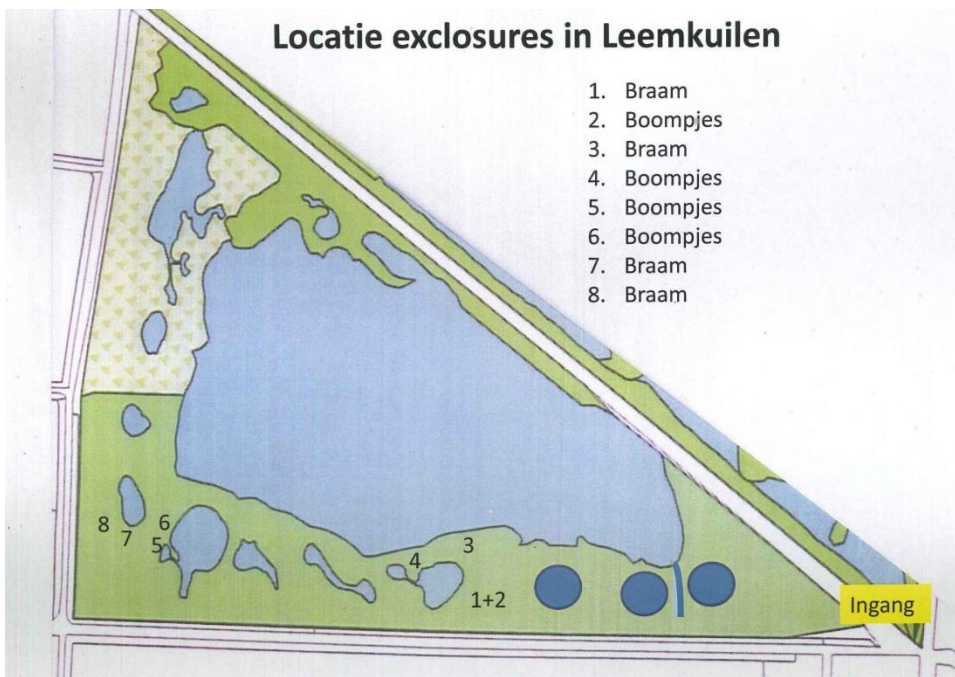 Locatie exclosures in Leemkuilen
1. Braam
2. Boompjes
3. Braam
4. Boompjes
5. Boompjes
6. Boompjes
7. Braam
8. Braam
8
7
6
5
4
3
1+2
Ingang